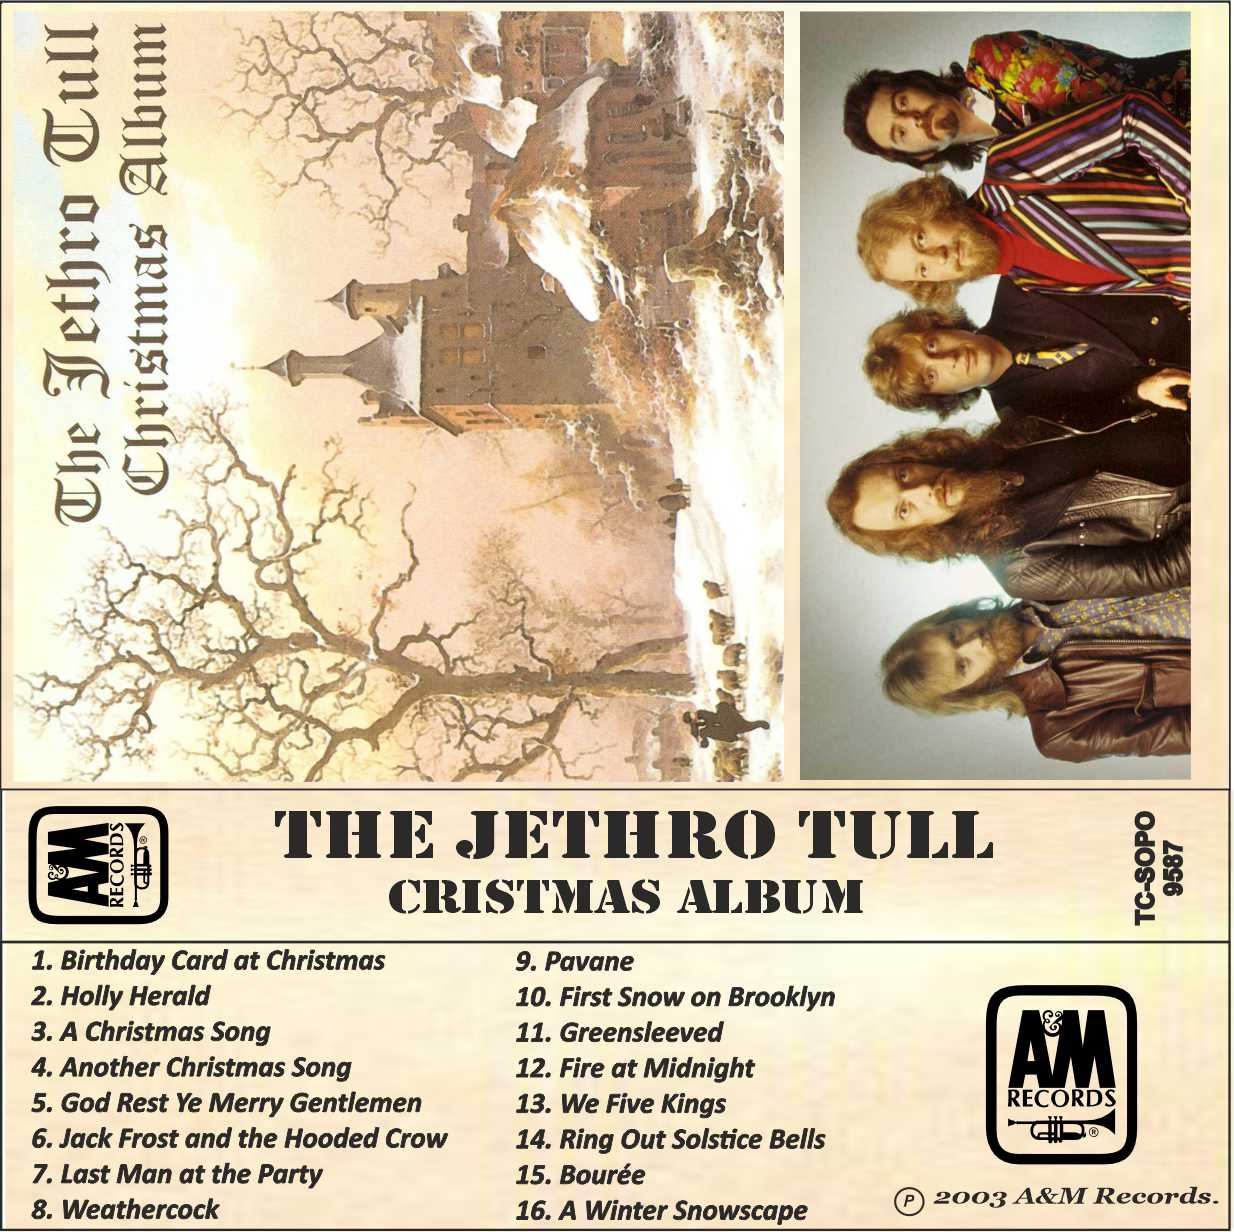 The Jethro Tull
Christmas Album
A&M
RECORDS
®
THE JETHRO TULL
CRISTMAS ALBUM
TC-SOPO
9587
1. Birthday Card at Christmas
2. Holly Herald
3. A Christmas Song
4. Another Christmas Song
5. God Rest Ye Merry Gentlemen
6. Jack Frost and the Hooded Crow
7. Last Man at the Party
8. Weathercock
9. Pavane
10. First Snow on Brooklyn
11. Greensleeved
12. Fire at Midnight
13. We Five Kings
14. Ring Out Solstice Bells
15. Bourée
16. A Winter Snowscape
A&M
RECORDS
®
℗ 2003 A&M Records.